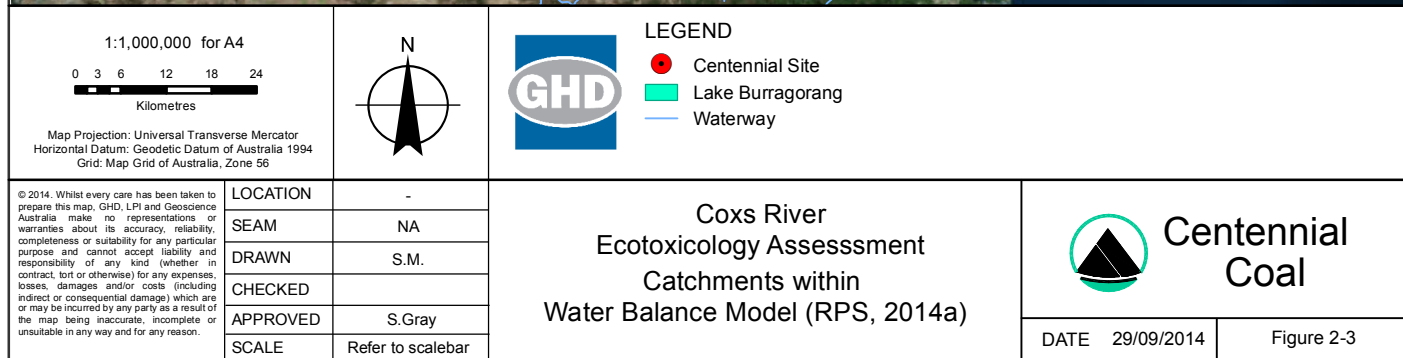 1:1,000,000 for A4
0 3 6 12 18 24
Kilometres
Map Projection: Universal Transverse Mercator
Horizontal Datum: Geodetic Datum of Australia 1994
Grid: Map Grid of Australia, Zone 56
N
GHD
LEGEND
Centennial Site
Lake Burragorang
Waterway
© 2014. Whilst every care has been taken to
prepare this map, GHD, LPI and Geoscience
Australia make no representations or
warranties about its accuracy, reliability,
completeness or suitability for any particular
purpose and cannot accept liability and
responsibility of any kind (whether in
contract, tort or otherwise) for any expenses,
losses, damages and/or costs (including
indirect or consequential damage) which are
or may be incurred by any party as a result of
the map being inaccurate, incomplete or
unsuitable in any way and for any reason.
LOCATION -
SEAM NA
DRAWN S.M.
CHECKED
APPROVED S.Gray
SCALE Refer to scalebar
Coxs River
Ecotoxicology Assesssment
Catchments within
Water Balance Model (RPS, 2014a)
Centennial
Coal
DATE 29/09/2014
Figure 2-3